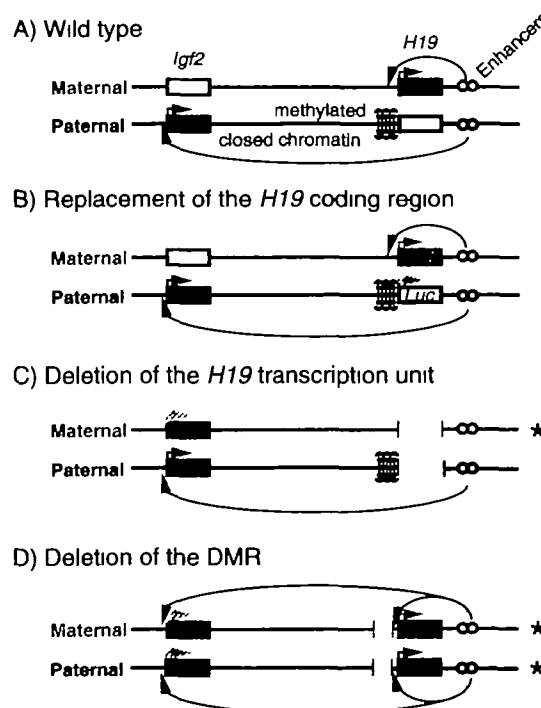 A) Wild type
Igf2
H19
Enhancers
Maternal
Paternal
methylated
closed chromatin
B) Replacement of the H19 coding region
Maternal
Paternal
Luc
C) Deletion of the H19 transcription unit
Maternal
*
Paternal
D) Deletion of the DMR
Maternal
*
Paternal
*